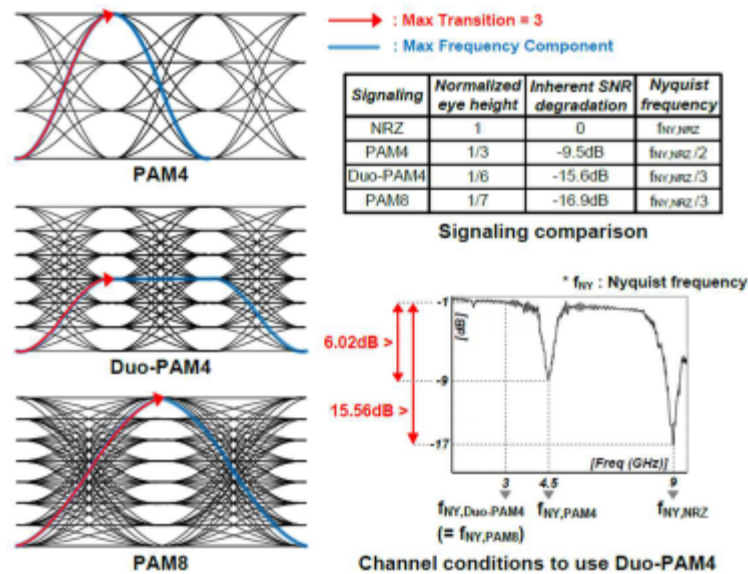 : Max Transition = 3
: Max Frequency Component
Signaling Normalized eye height Inherent SNR degradation Nyquist frequency
NRZ 1 0 fNY,NRZ
PAM4 1/3 -9.5dB fNY,NRZ/2
Duo-PAM4 1/6 -15.6dB fNY,NRZ/3
PAM8 1/7 -16.9dB fNY,NRZ/3
Signaling comparison
PAM4
Duo-PAM4
PAM8
* fNY : Nyquist frequency
-1
[dB]
6.02dB >
-9
15.56dB >
-17
[Freq (GHz)]
3 4.5 9
fNY,Duo-PAM4 fNY,PAM4 fNY,NRZ
(= fNY,PAM8)
Channel conditions to use Duo-PAM4